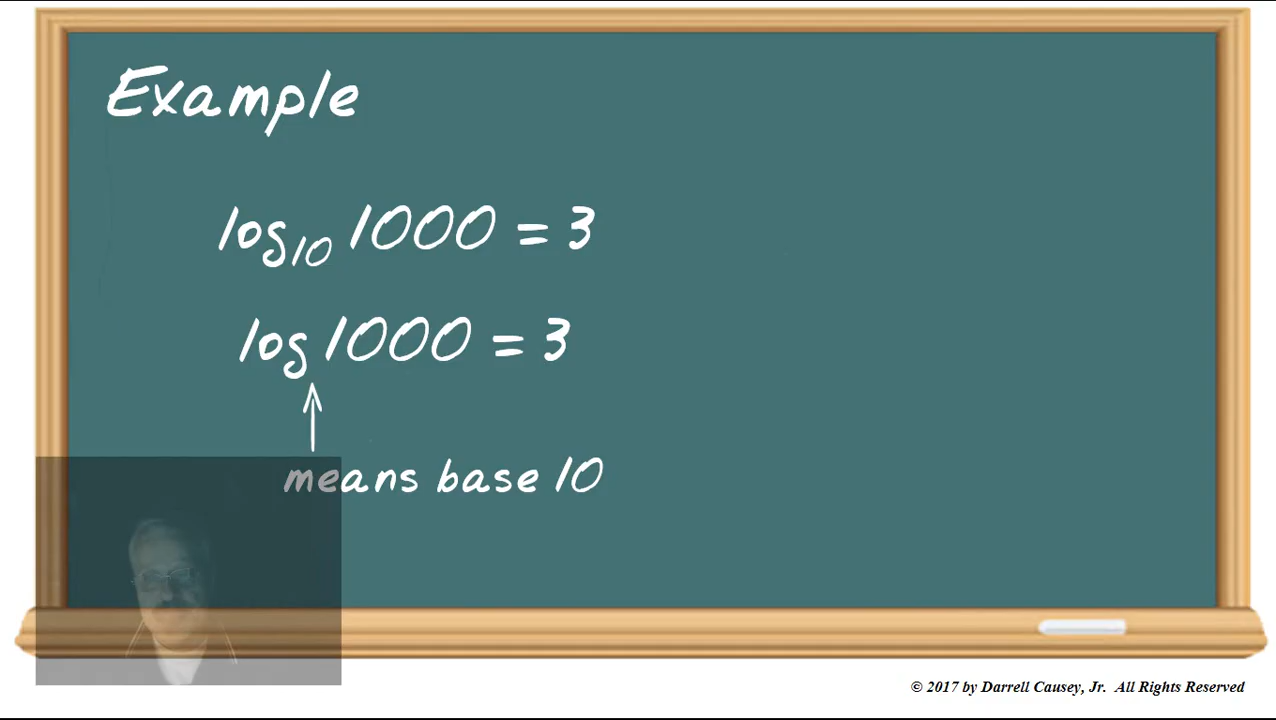 Example
log₁₀ 1000 = 3
log 1000 = 3
means base 10
© 2017 by Darrell Causey, Jr. All Rights Reserved